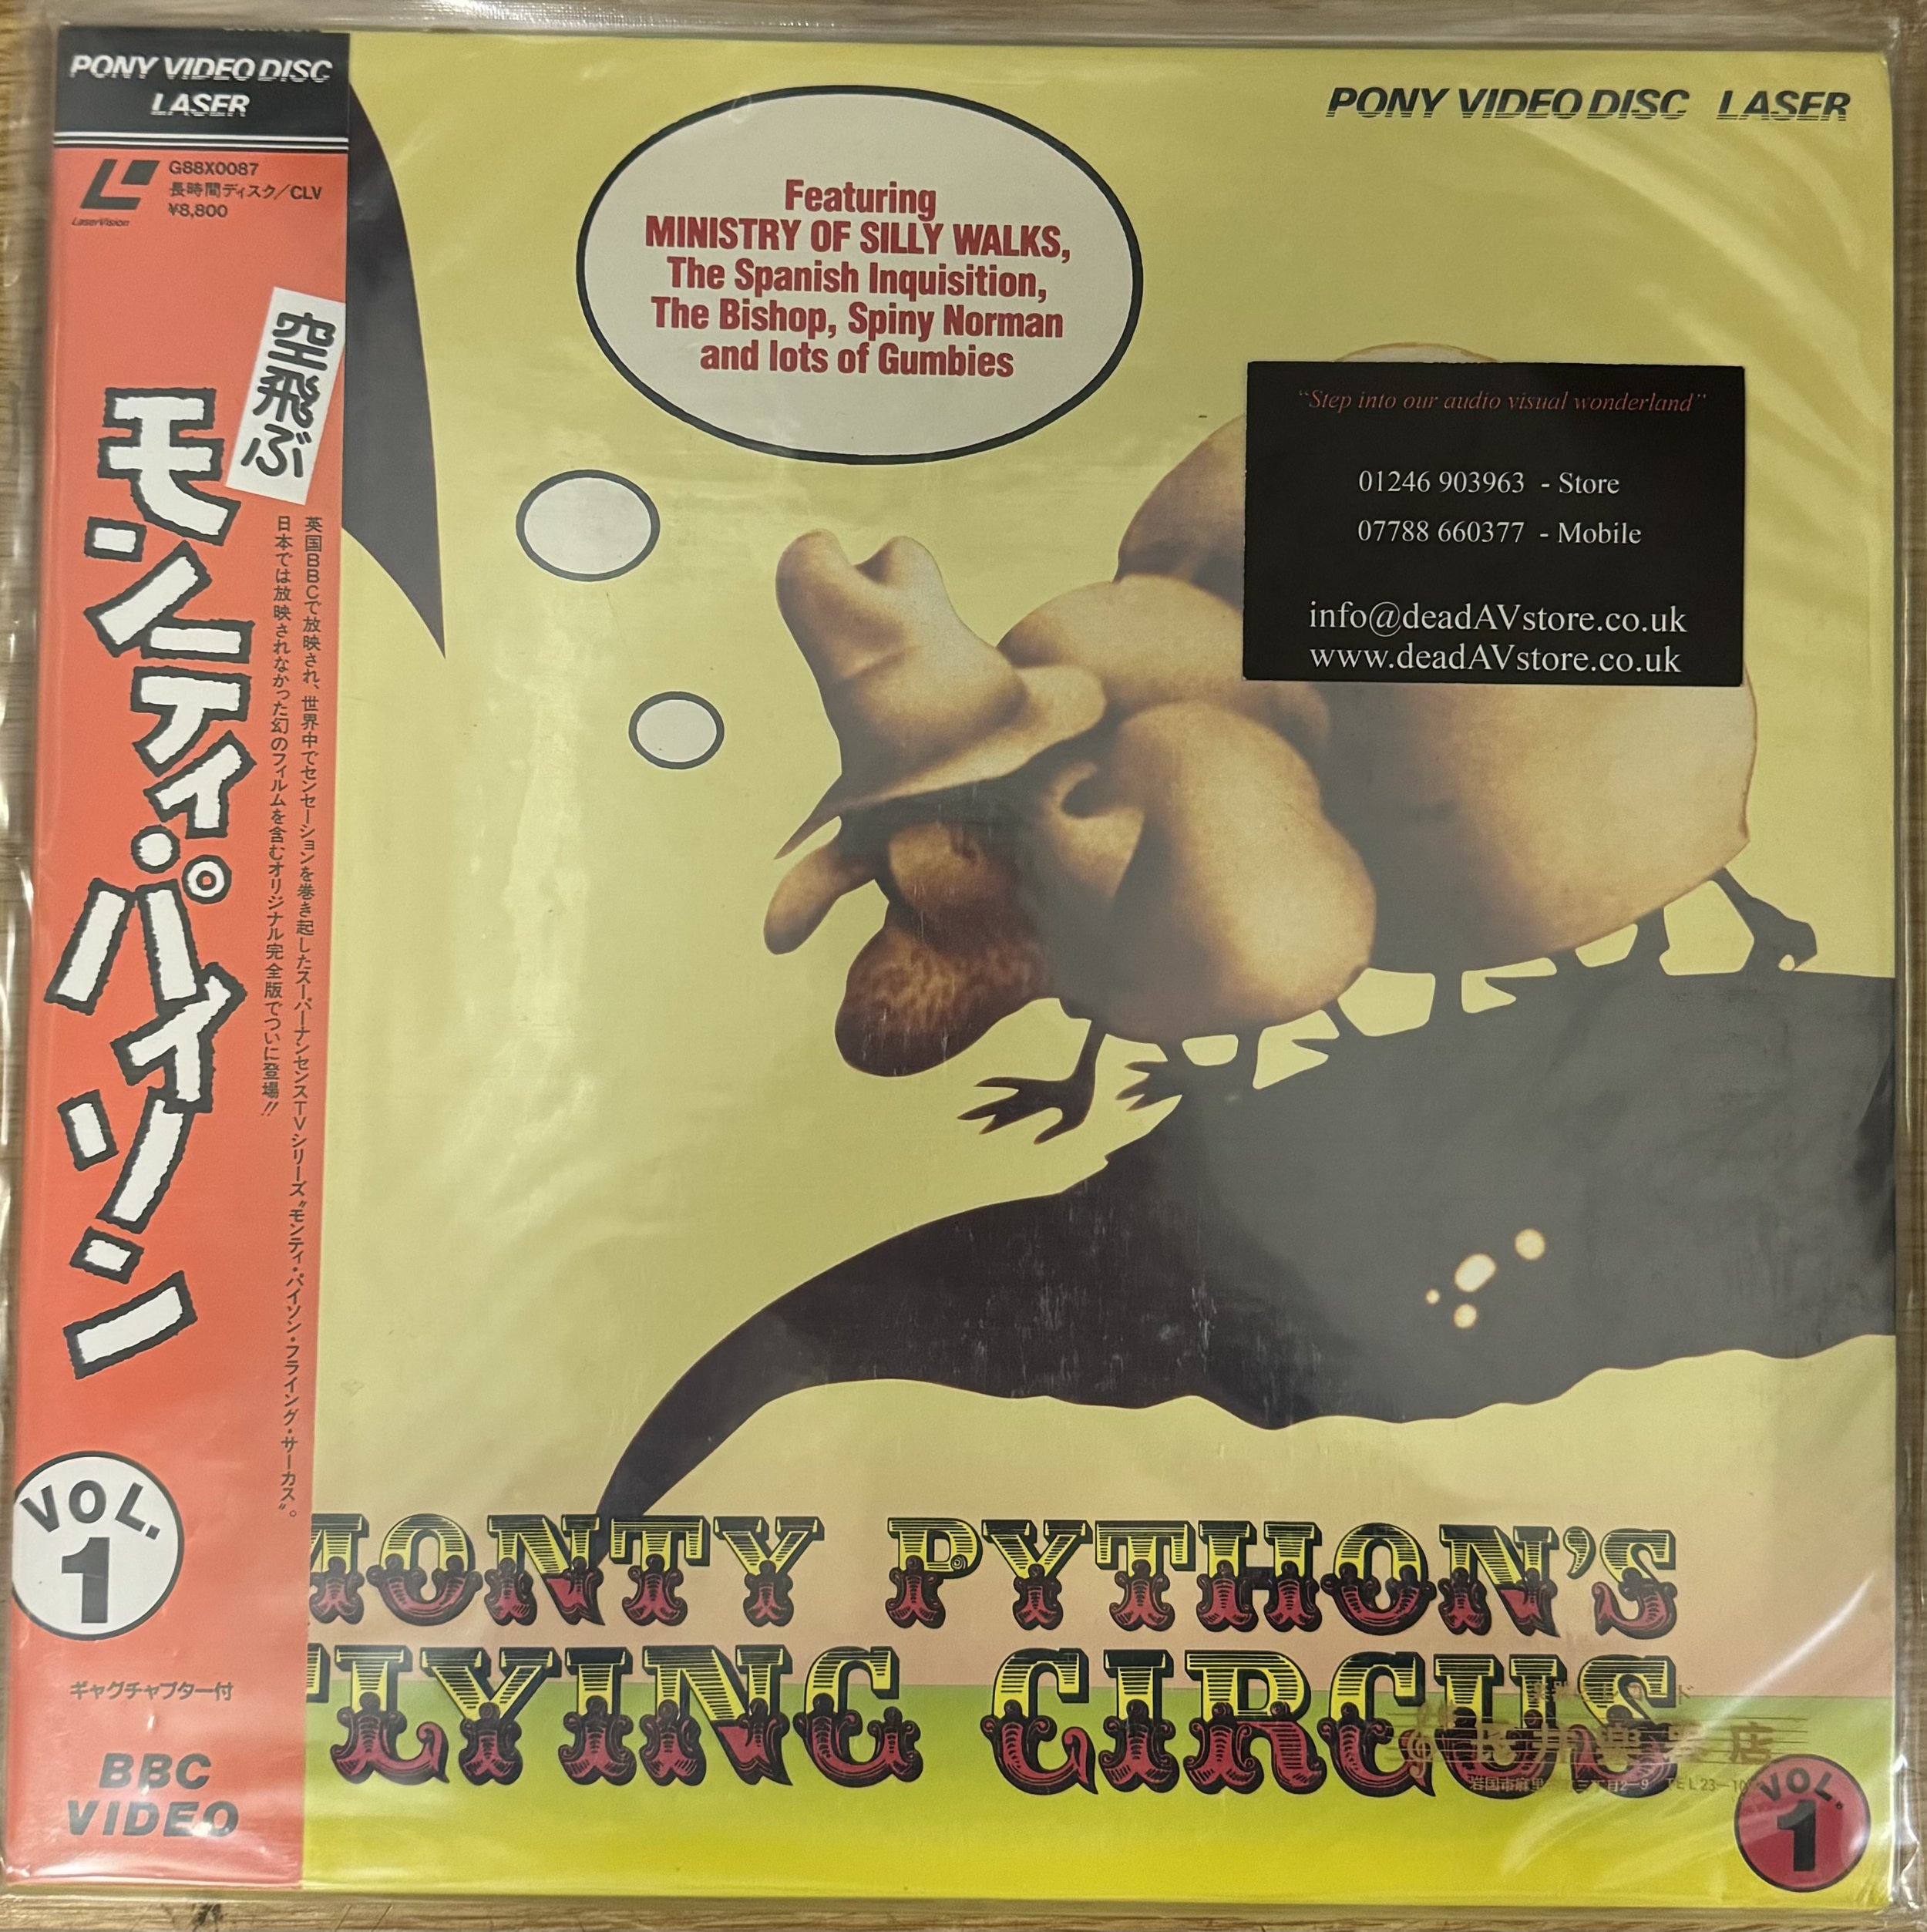 PONY VIDEO DISC
LASER
LaserVision
G88X0087
長時間ディスク/CLV
¥8,800
空飛ぶ
モンティ・パイソン
英国BBCで放映され、世界中でセンセーションを巻き起したスーパーナンセンスTVシリーズ〝モンティ・パイソン・フライング・サーカス〟。
日本では放映されなかった幻のフィルムを含むオリジナル完全版でついに登場!!
VOL.
1
ギャグチャプター付
BBC
VIDEO
PONY VIDEO DISC LASER
Featuring
MINISTRY OF SILLY WALKS,
The Spanish Inquisition,
The Bishop, Spiny Norman
and lots of Gumbies
“Step into our audio visual wonderland”
01246 903963 - Store
07788 660377 - Mobile
info@deadAVstore.co.uk
www.deadAVstore.co.uk
MONTY PYTHON'S
FLYING CIRCUS
VOL.
1